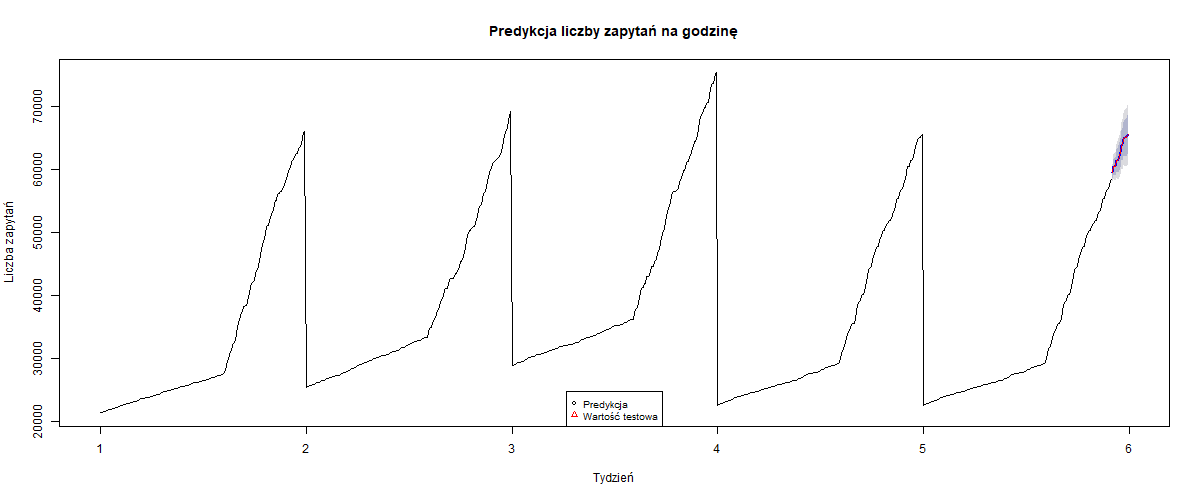 Predykcja liczby zapytań na godzinę
Liczba zapytań
70000
60000
50000
40000
30000
20000
Predykcja
Wartość testowa
1 2 3 4 5 6
Tydzień